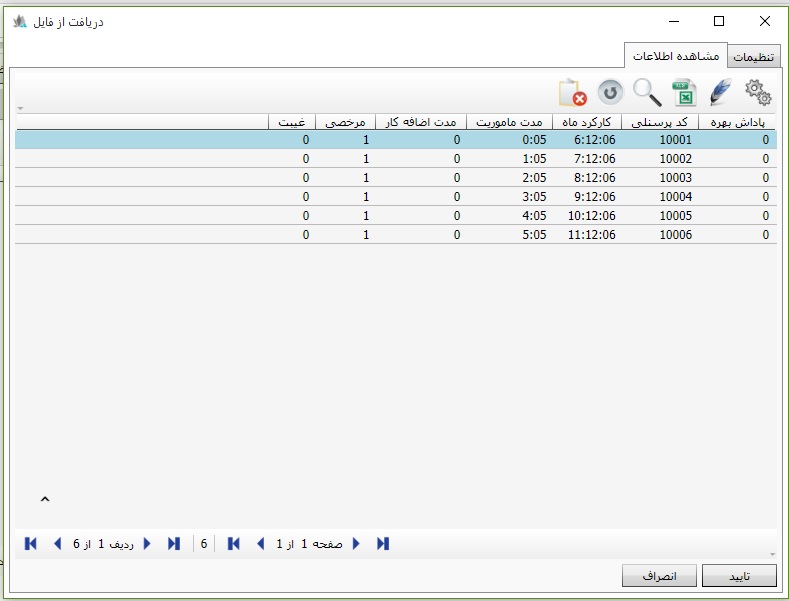 دریافت از فایل
تنظیمات مشاهده اطلاعات
پاداش بهره کد پرسنلی کارکرد ماه مدت ماموریت مدت اضافه کار مرخصی غیبت
0 10001 6:12:06 0:05 0 1 0
0 10002 7:12:06 1:05 0 1 0
0 10003 8:12:06 2:05 0 1 0
0 10004 9:12:06 3:05 0 1 0
0 10005 10:12:06 4:05 0 1 0
0 10006 11:12:06 5:05 0 1 0
صفحه 1 از 1 6 ردیف 1 از 6
تایید انصراف